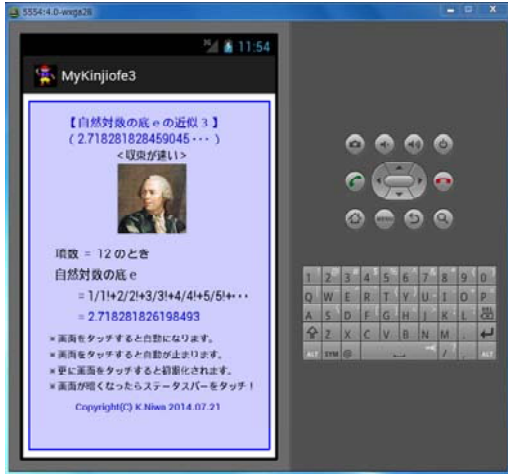 5554:4.0-wxga28
3G 11:54
MyKinjiofe3
【自然対数の底 e の近似 3 】
( 2.718281828459045・・・ )
<収束が速い>
項数 = 12 のとき
自然対数の底 e
= 1/1!+2/2!+3/3!+4/4!+5/5!+・・・
= 2.718281826198493
※画面をタッチすると自動になります。
※画面をタッチすると自動が止まります。
※更に画面をタッチすると初期化されます。
※画面が暗くなったらステータスバーをタッチ！
Copyright(C) K.Niwa 2014.07.21
MENU
1 2 3 4 5 6 7 8 9 0
Q W E R T Y U I O P
A S D F G H J K L DEL
Z X C V B N M .
ALT SYM @ / , ALT